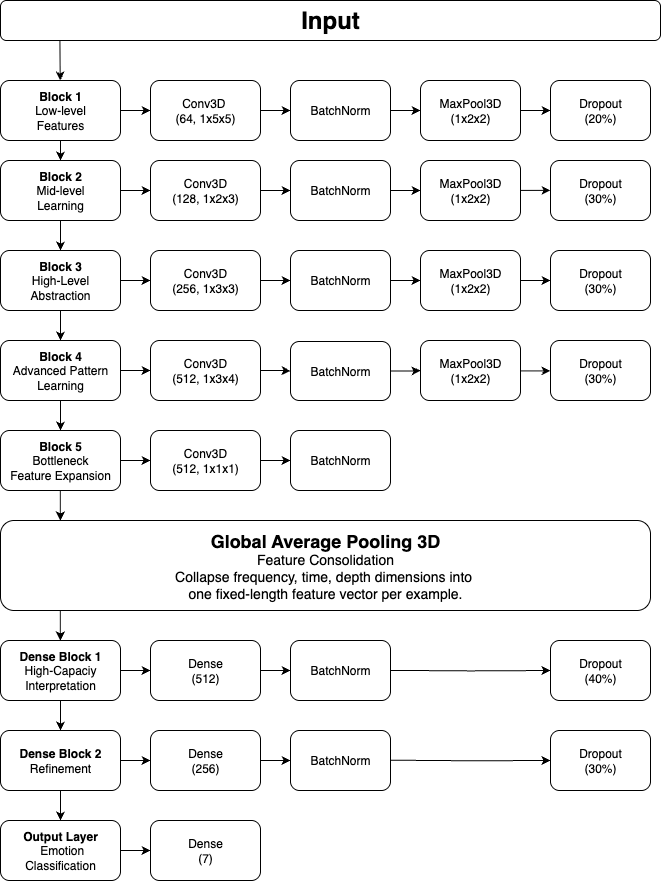 Input
Block 1
Low-level
Features
Conv3D
(64, 1x5x5)
BatchNorm
MaxPool3D
(1x2x2)
Dropout
(20%)
Block 2
Mid-level
Learning
Conv3D
(128, 1x2x3)
BatchNorm
MaxPool3D
(1x2x2)
Dropout
(30%)
Block 3
High-Level
Abstraction
Conv3D
(256, 1x3x3)
BatchNorm
MaxPool3D
(1x2x2)
Dropout
(30%)
Block 4
Advanced Pattern
Learning
Conv3D
(512, 1x3x4)
BatchNorm
MaxPool3D
(1x2x2)
Dropout
(30%)
Block 5
Bottleneck
Feature Expansion
Conv3D
(512, 1x1x1)
BatchNorm
Global Average Pooling 3D
Feature Consolidation
Collapse frequency, time, depth dimensions into
one fixed-length feature vector per example.
Dense Block 1
High-Capaciy
Interpretation
Dense
(512)
BatchNorm
Dropout
(40%)
Dense Block 2
Refinement
Dense
(256)
BatchNorm
Dropout
(30%)
Output Layer
Emotion
Classification
Dense
(7)